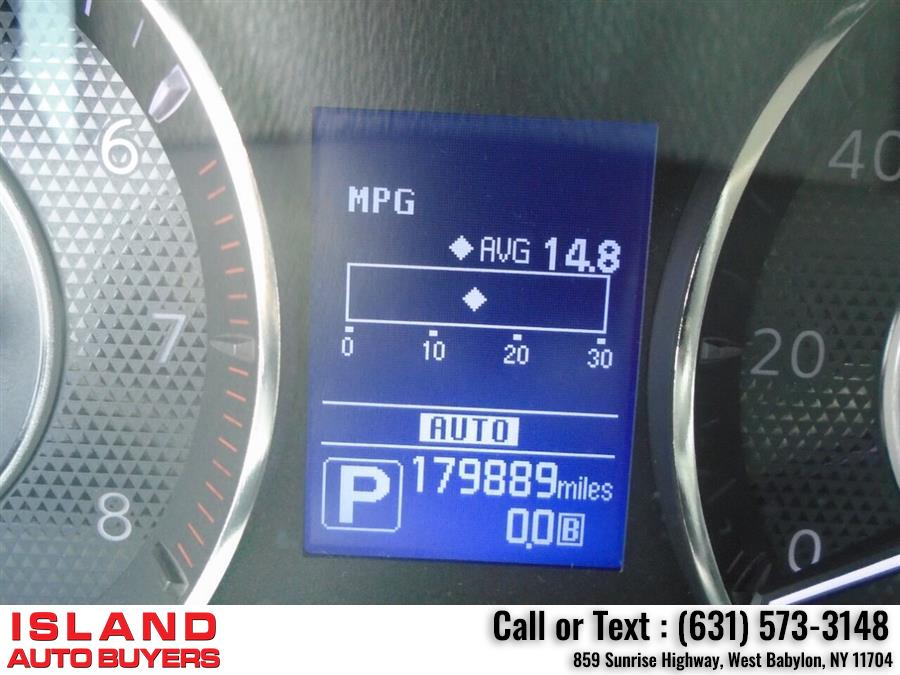 6
7
8
MPG
◆AVG 14.8
0 10 20 30
AUTO
P 179889miles
0.0 B
40
20
0
ISLAND
AUTO BUYERS
Call or Text : (631) 573-3148
859 Sunrise Highway, West Babylon, NY 11704